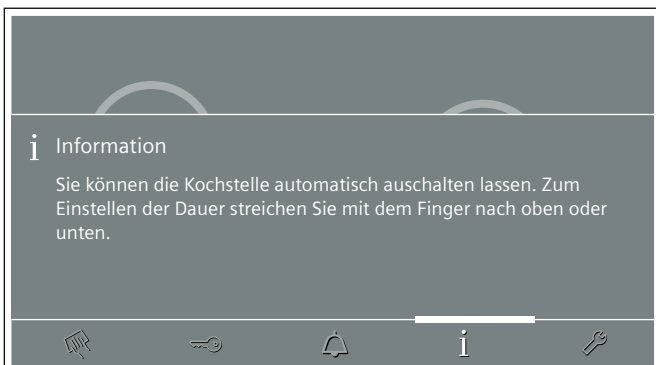 i Information
Sie können die Kochstelle automatisch auschalten lassen. Zum
Einstellen der Dauer streichen Sie mit dem Finger nach oben oder
unten.
i